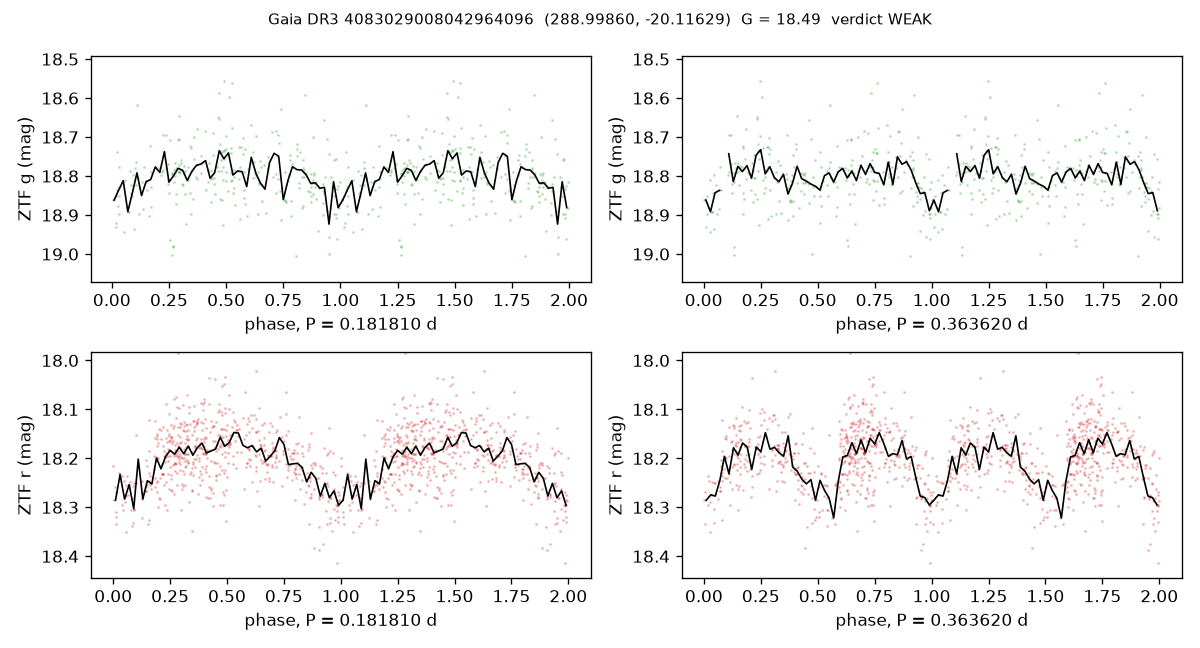 Gaia DR3 4083029008042964096 (288.99860, -20.11629) G = 18.49 verdict WEAK
ZTF g (mag)
18.5
18.6
18.7
18.8
18.9
19.0
0.00 0.25 0.50 0.75 1.00 1.25 1.50 1.75 2.00
phase, P = 0.181810 d
ZTF g (mag)
18.5
18.6
18.7
18.8
18.9
19.0
0.00 0.25 0.50 0.75 1.00 1.25 1.50 1.75 2.00
phase, P = 0.363620 d
ZTF r (mag)
18.0
18.1
18.2
18.3
18.4
0.00 0.25 0.50 0.75 1.00 1.25 1.50 1.75 2.00
phase, P = 0.181810 d
ZTF r (mag)
18.0
18.1
18.2
18.3
18.4
0.00 0.25 0.50 0.75 1.00 1.25 1.50 1.75 2.00
phase, P = 0.363620 d